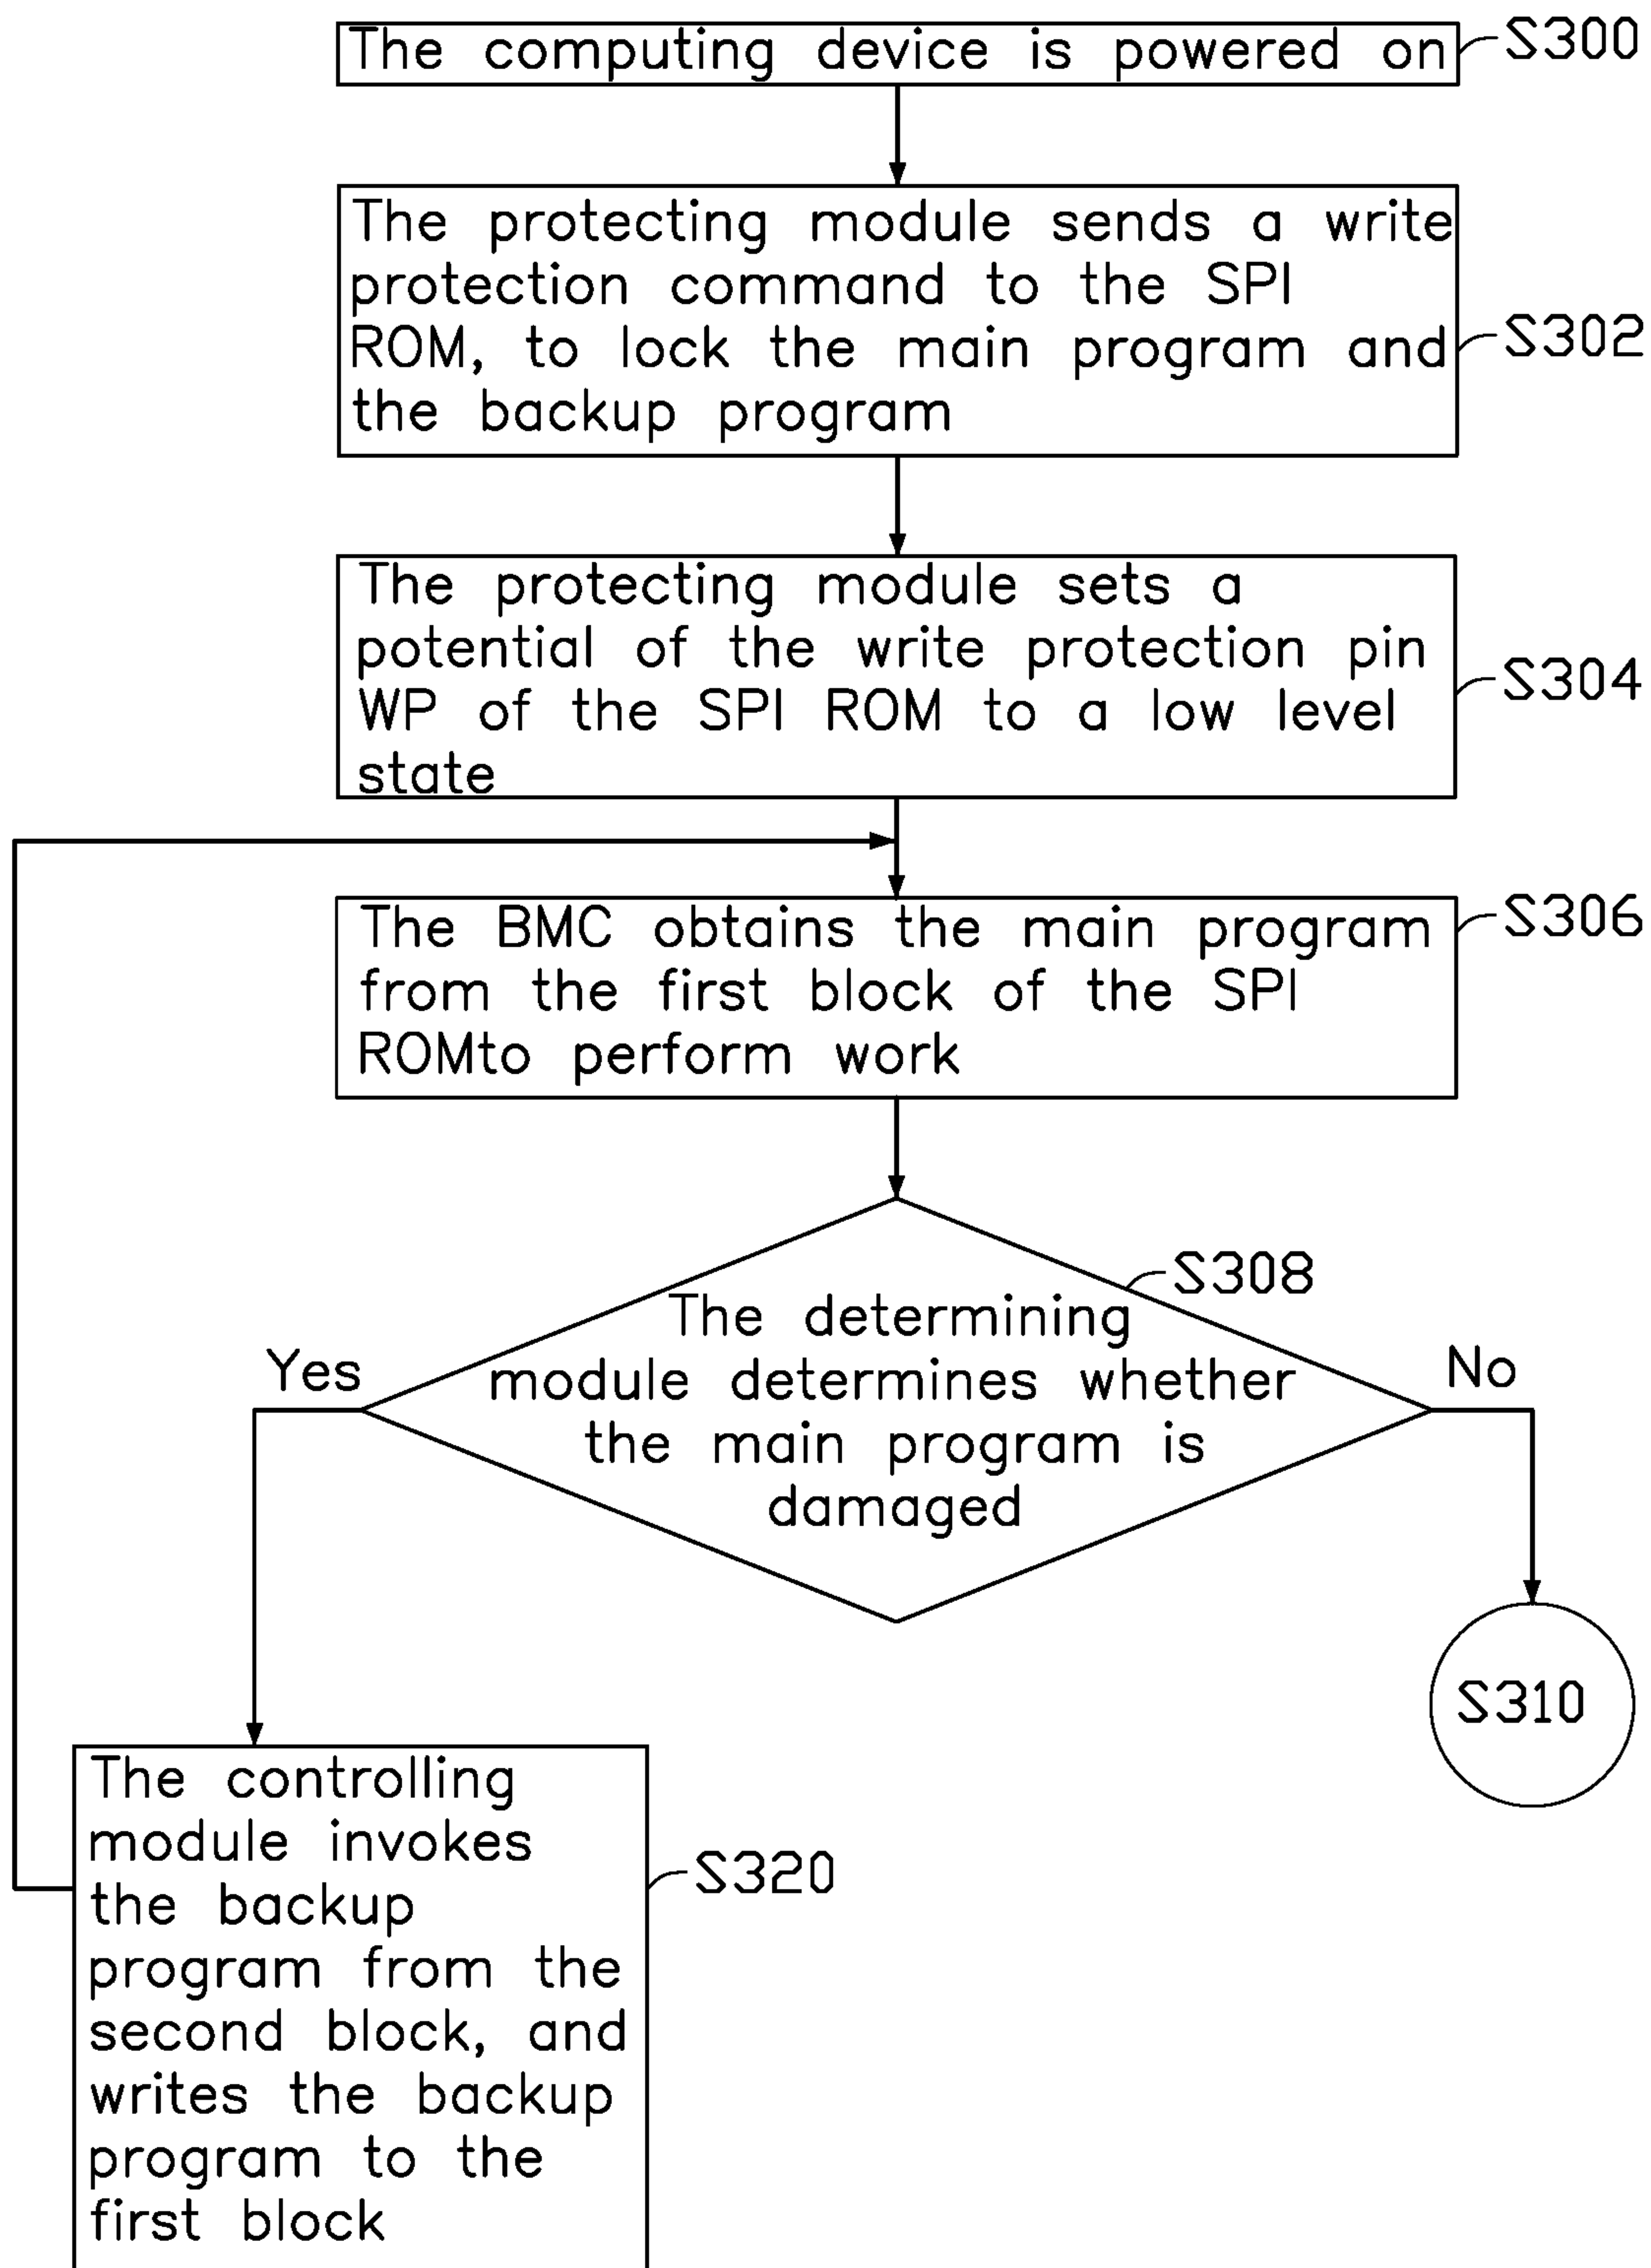 The computing device is powered on
S300
The protecting module sends a write
protection command to the SPI
ROM, to lock the main program and
the backup program
S302
The protecting module sets a
potential of the write protection pin
WP of the SPI ROM to a low level
state
S304
The BMC obtains the main program
from the first block of the SPI
ROMto perform work
S306
S308
The determining
module determines whether
the main program is
damaged
Yes
No
S310
The controlling
module invokes
the backup
program from the
second block, and
writes the backup
program to the
first block
S320